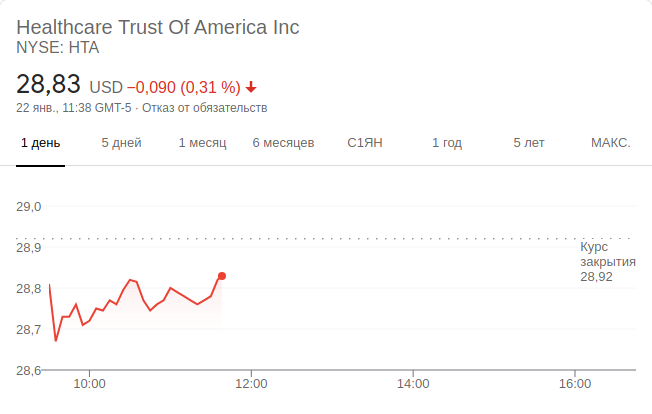 Healthcare Trust Of America Inc
NYSE: HTA
28,83 USD −0,090 (0,31 %)
22 янв., 11:38 GMT-5 · Отказ от обязательств
1 день 5 дней 1 месяц 6 месяцев С1ЯН 1 год 5 лет МАКС.
29,0
28,9
Курс
закрытия
28,92
28,8
28,7
28,6
10:00 12:00 14:00 16:00